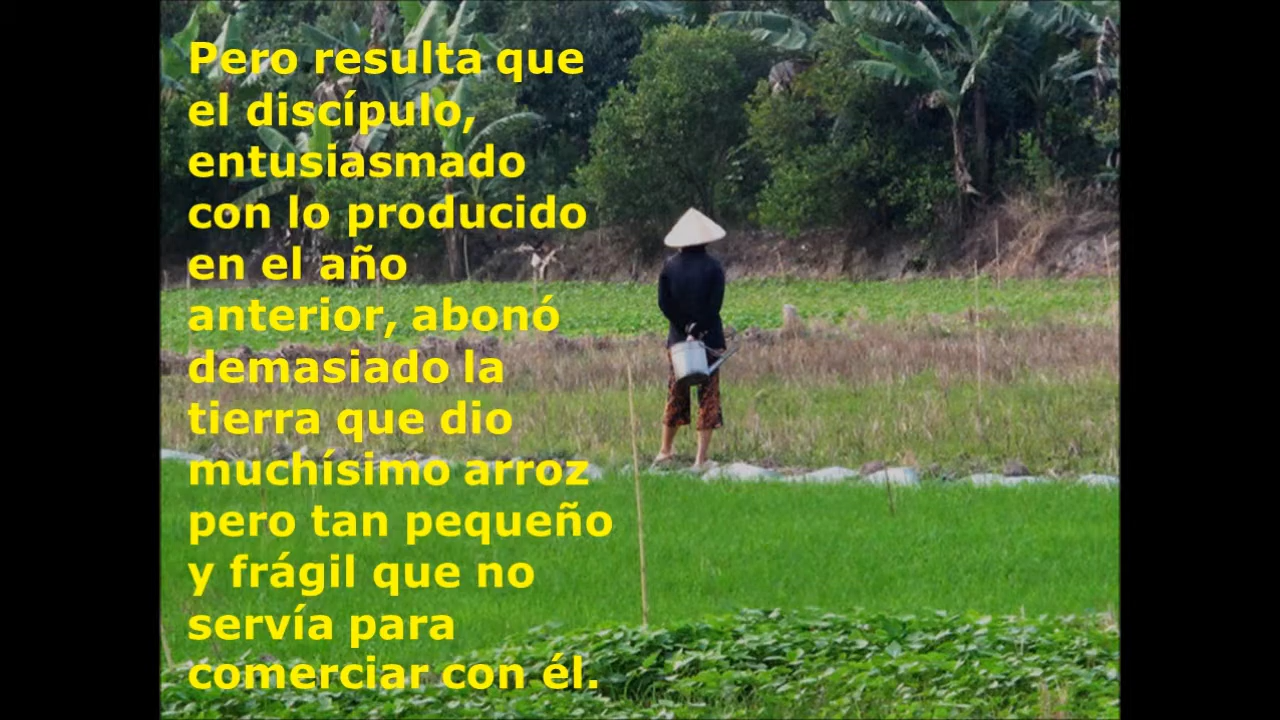 Pero resulta que
el discípulo,
entusiasmado
con lo producido
en el año
anterior, abonó
demasiado la
tierra que dio
muchísimo arroz
pero tan pequeño
y frágil que no
servía para
comerciar con él.